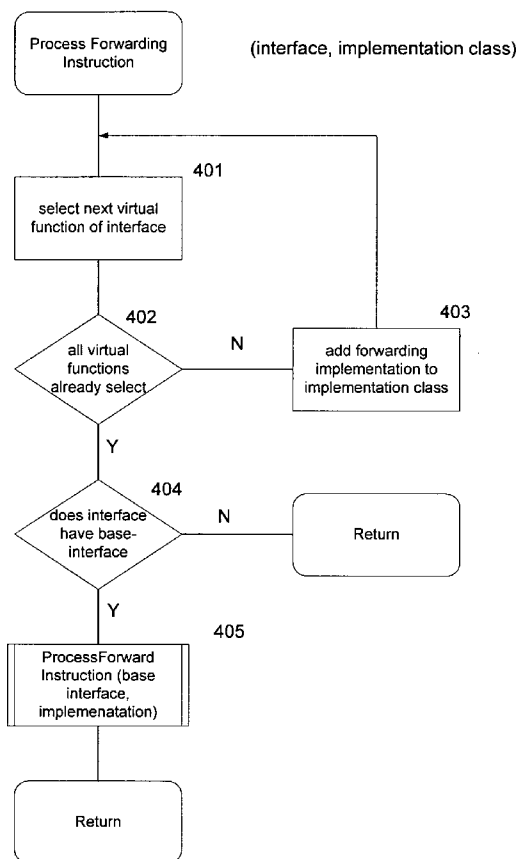 Process Forwarding
Instruction
(interface, implementation class)
401
select next virtual
function of interface
402
all virtual
functions
already select
N
403
add forwarding
implementation to
implementation class
Y
404
does interface
have base-
interface
N
Return
Y
405
ProcessForward
Instruction (base
interface,
implemenatation)
Return